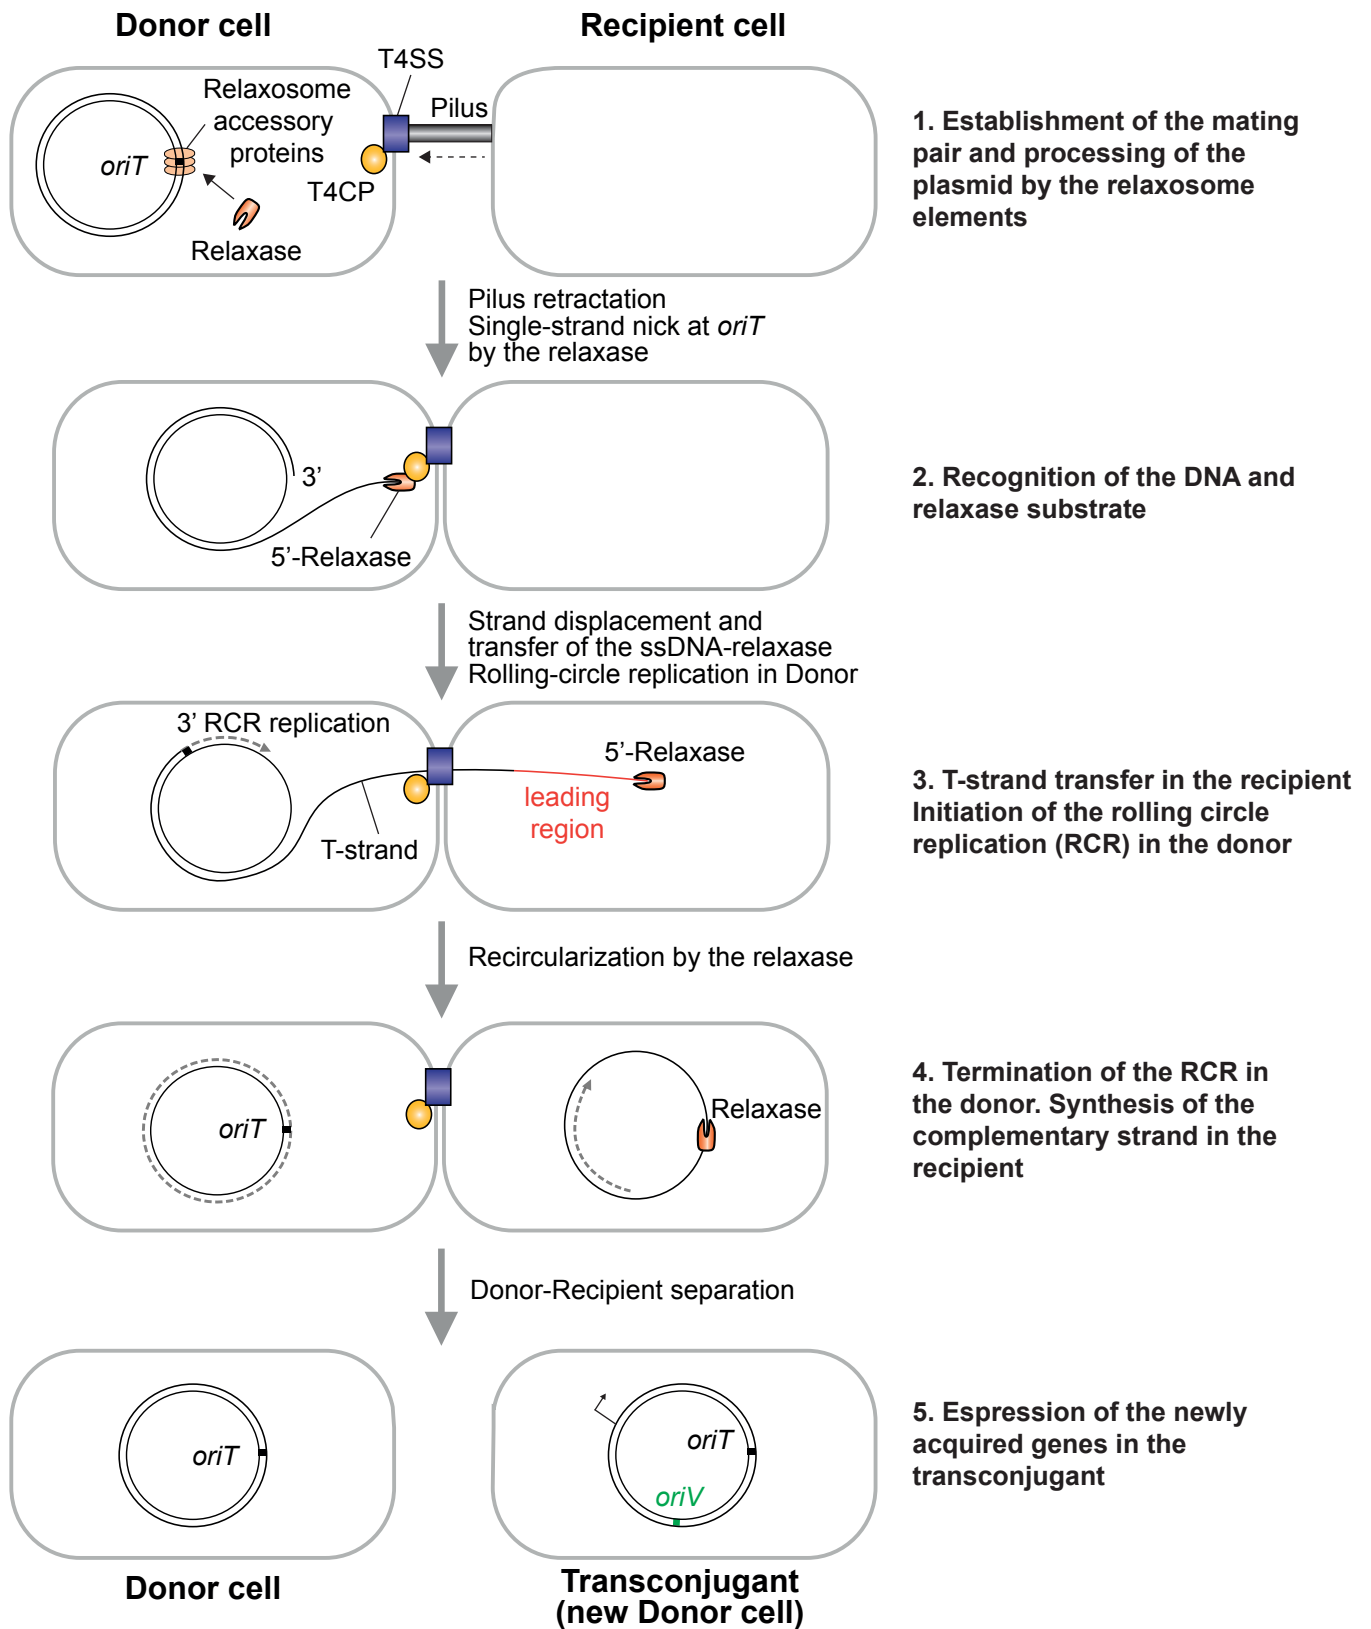 Donor cell
Recipient cell
T4SS
Relaxosome
accessory
proteins
Pilus
oriT
T4CP
Relaxase
1. Establishment of the mating
pair and processing of the
plasmid by the relaxosome
elements
Pilus retractation
Single-strand nick at oriT
by the relaxase
3’
5’-Relaxase
2. Recognition of the DNA and
relaxase substrate
Strand displacement and
transfer of the ssDNA-relaxase
Rolling-circle replication in Donor
3’ RCR replication
5’-Relaxase
leading
region
T-strand
3. T-strand transfer in the recipient
Initiation of the rolling circle
replication (RCR) in the donor
Recircularization by the relaxase
oriT
Relaxase
4. Termination of the RCR in
the donor. Synthesis of the
complementary strand in the
recipient
Donor-Recipient separation
oriT
oriT
oriV
5. Espression of the newly
acquired genes in the
transconjugant
Donor cell
Transconjugant
(new Donor cell)